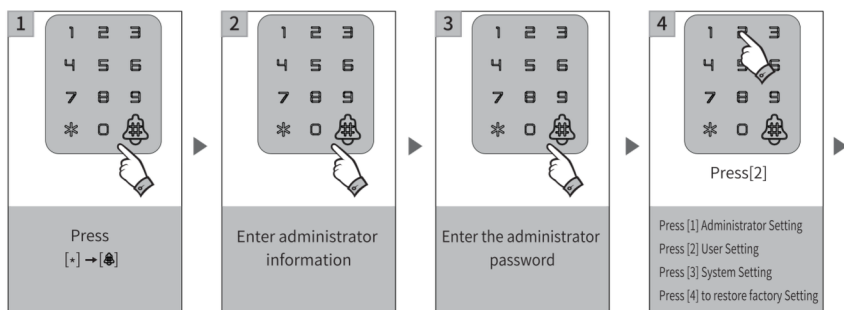 1
1 2 3
4 5 6
7 8 9
* 0 #
Press
[*] →[#]
2
1 2 3
4 5 6
7 8 9
* 0 #
Enter administrator
information
3
1 2 3
4 5 6
7 8 9
* 0 #
Enter the administrator
password
4
1 2 3
4 5 6
7 8 9
* 0 #
Press[2]
Press [1] Administrator Setting
Press [2] User Setting
Press [3] System Setting
Press [4] to restore factory Setting